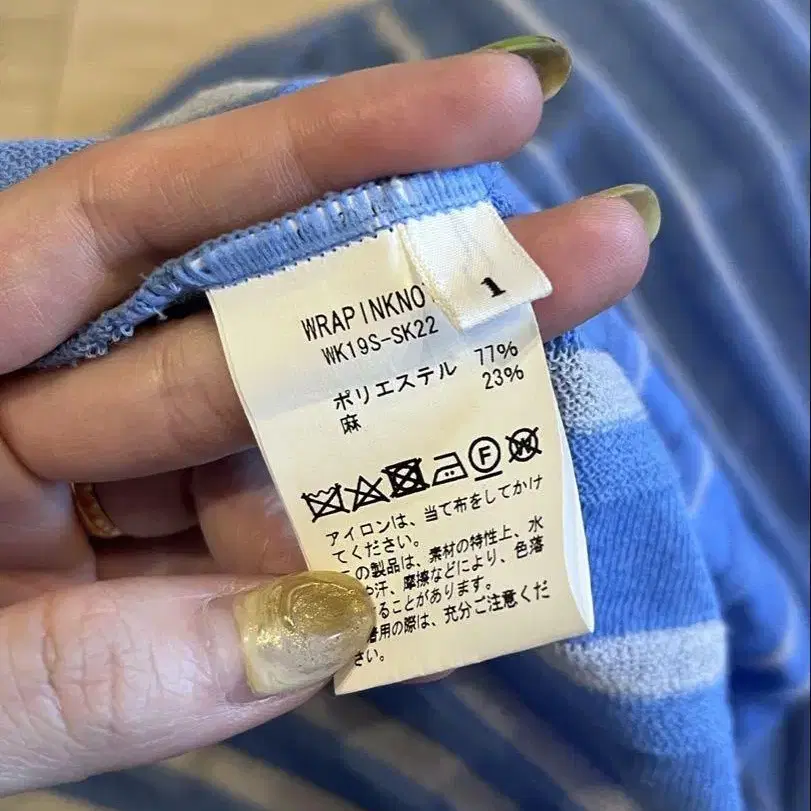 1
WRAPINKNO
WK19S-SK22
ポリエステル 77%
麻 23%
F
W
アイロンは、当て布をしてかけ
てください。
の製品は、素材の特性上、水
や汗、摩擦などにより、色落
ることがあります。
着用の際は、充分ご注意くだ
さい。